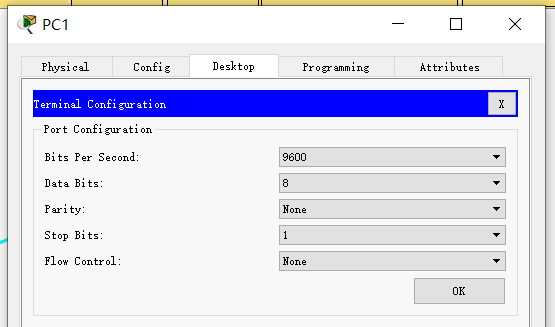 PC1
Physical Config Desktop Programming Attributes
Terminal Configuration X
Port Configuration
Bits Per Second: 9600
Data Bits: 8
Parity: None
Stop Bits: 1
Flow Control: None
OK